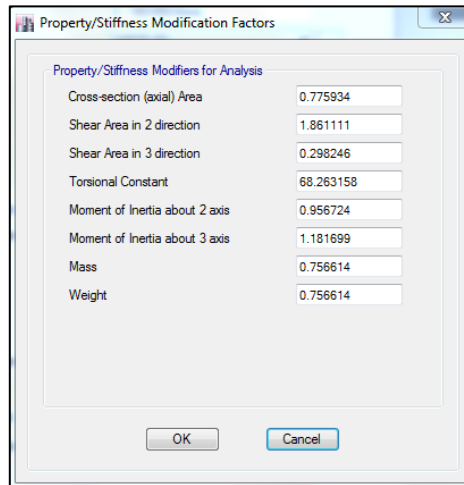 Property/Stiffness Modification Factors
Property/Stiffness Modifiers for Analysis
Cross-section (axial) Area 0.775934
Shear Area in 2 direction 1.861111
Shear Area in 3 direction 0.298246
Torsional Constant 68.263158
Moment of Inertia about 2 axis 0.956724
Moment of Inertia about 3 axis 1.181699
Mass 0.756614
Weight 0.756614
OK Cancel